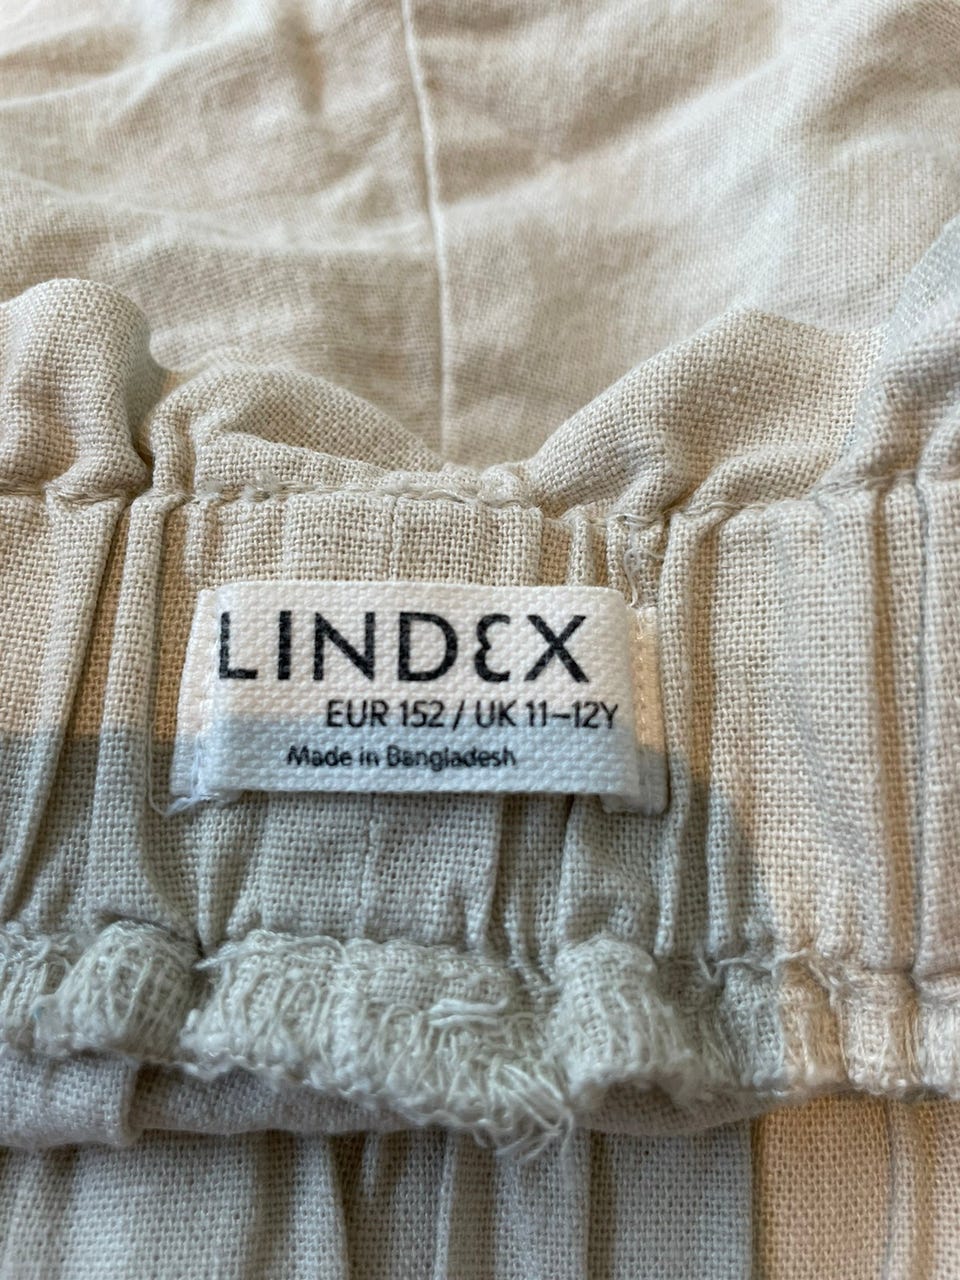 LINDEX
EUR 152 / UK 11–12Y
Made in Bangladesh